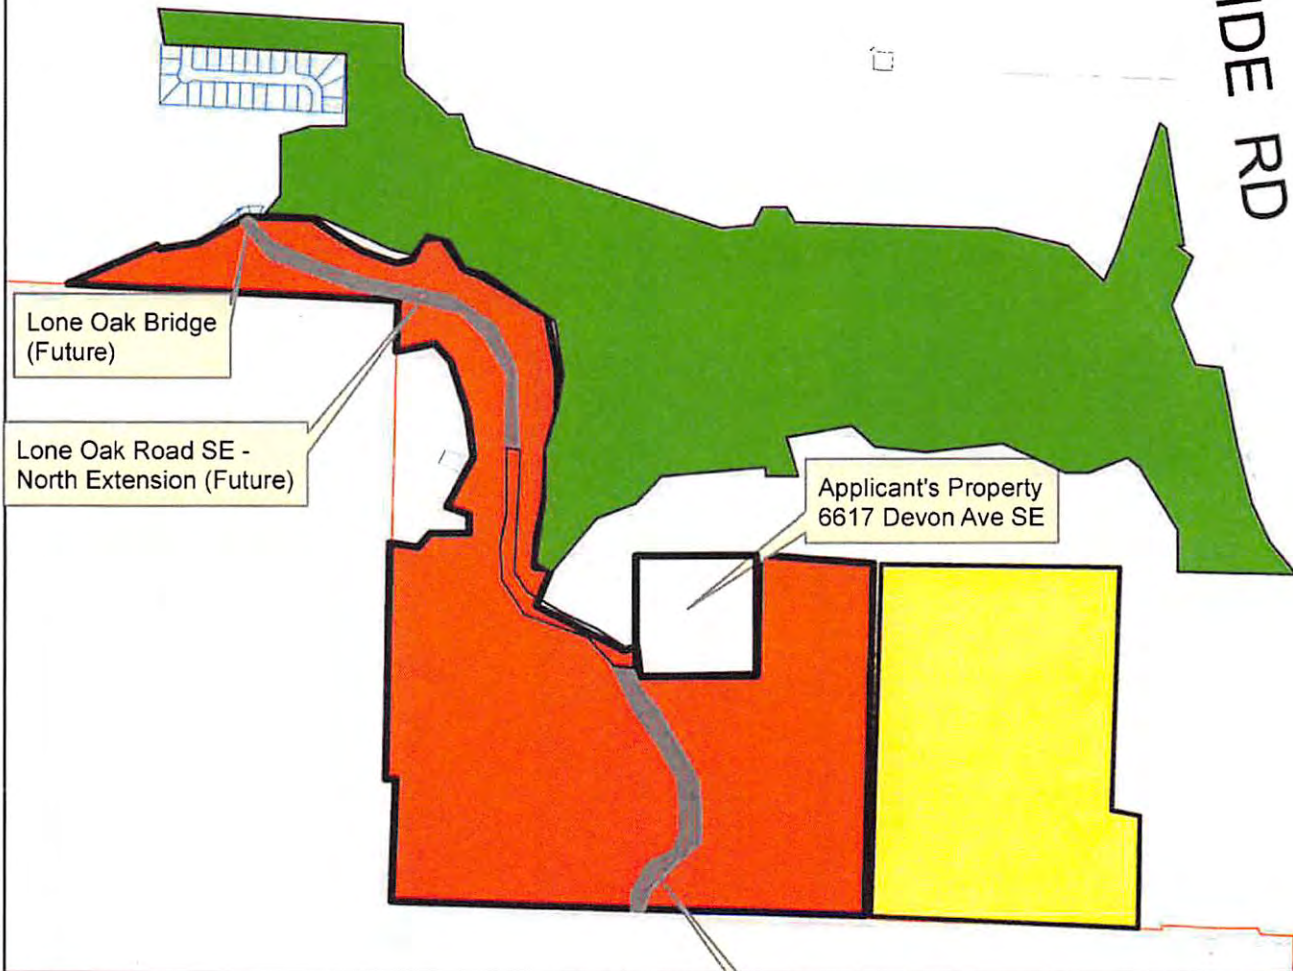 IDE RD
Lone Oak Bridge
(Future)
Lone Oak Road SE -
North Extension (Future)
Applicant's Property
6617 Devon Ave SE